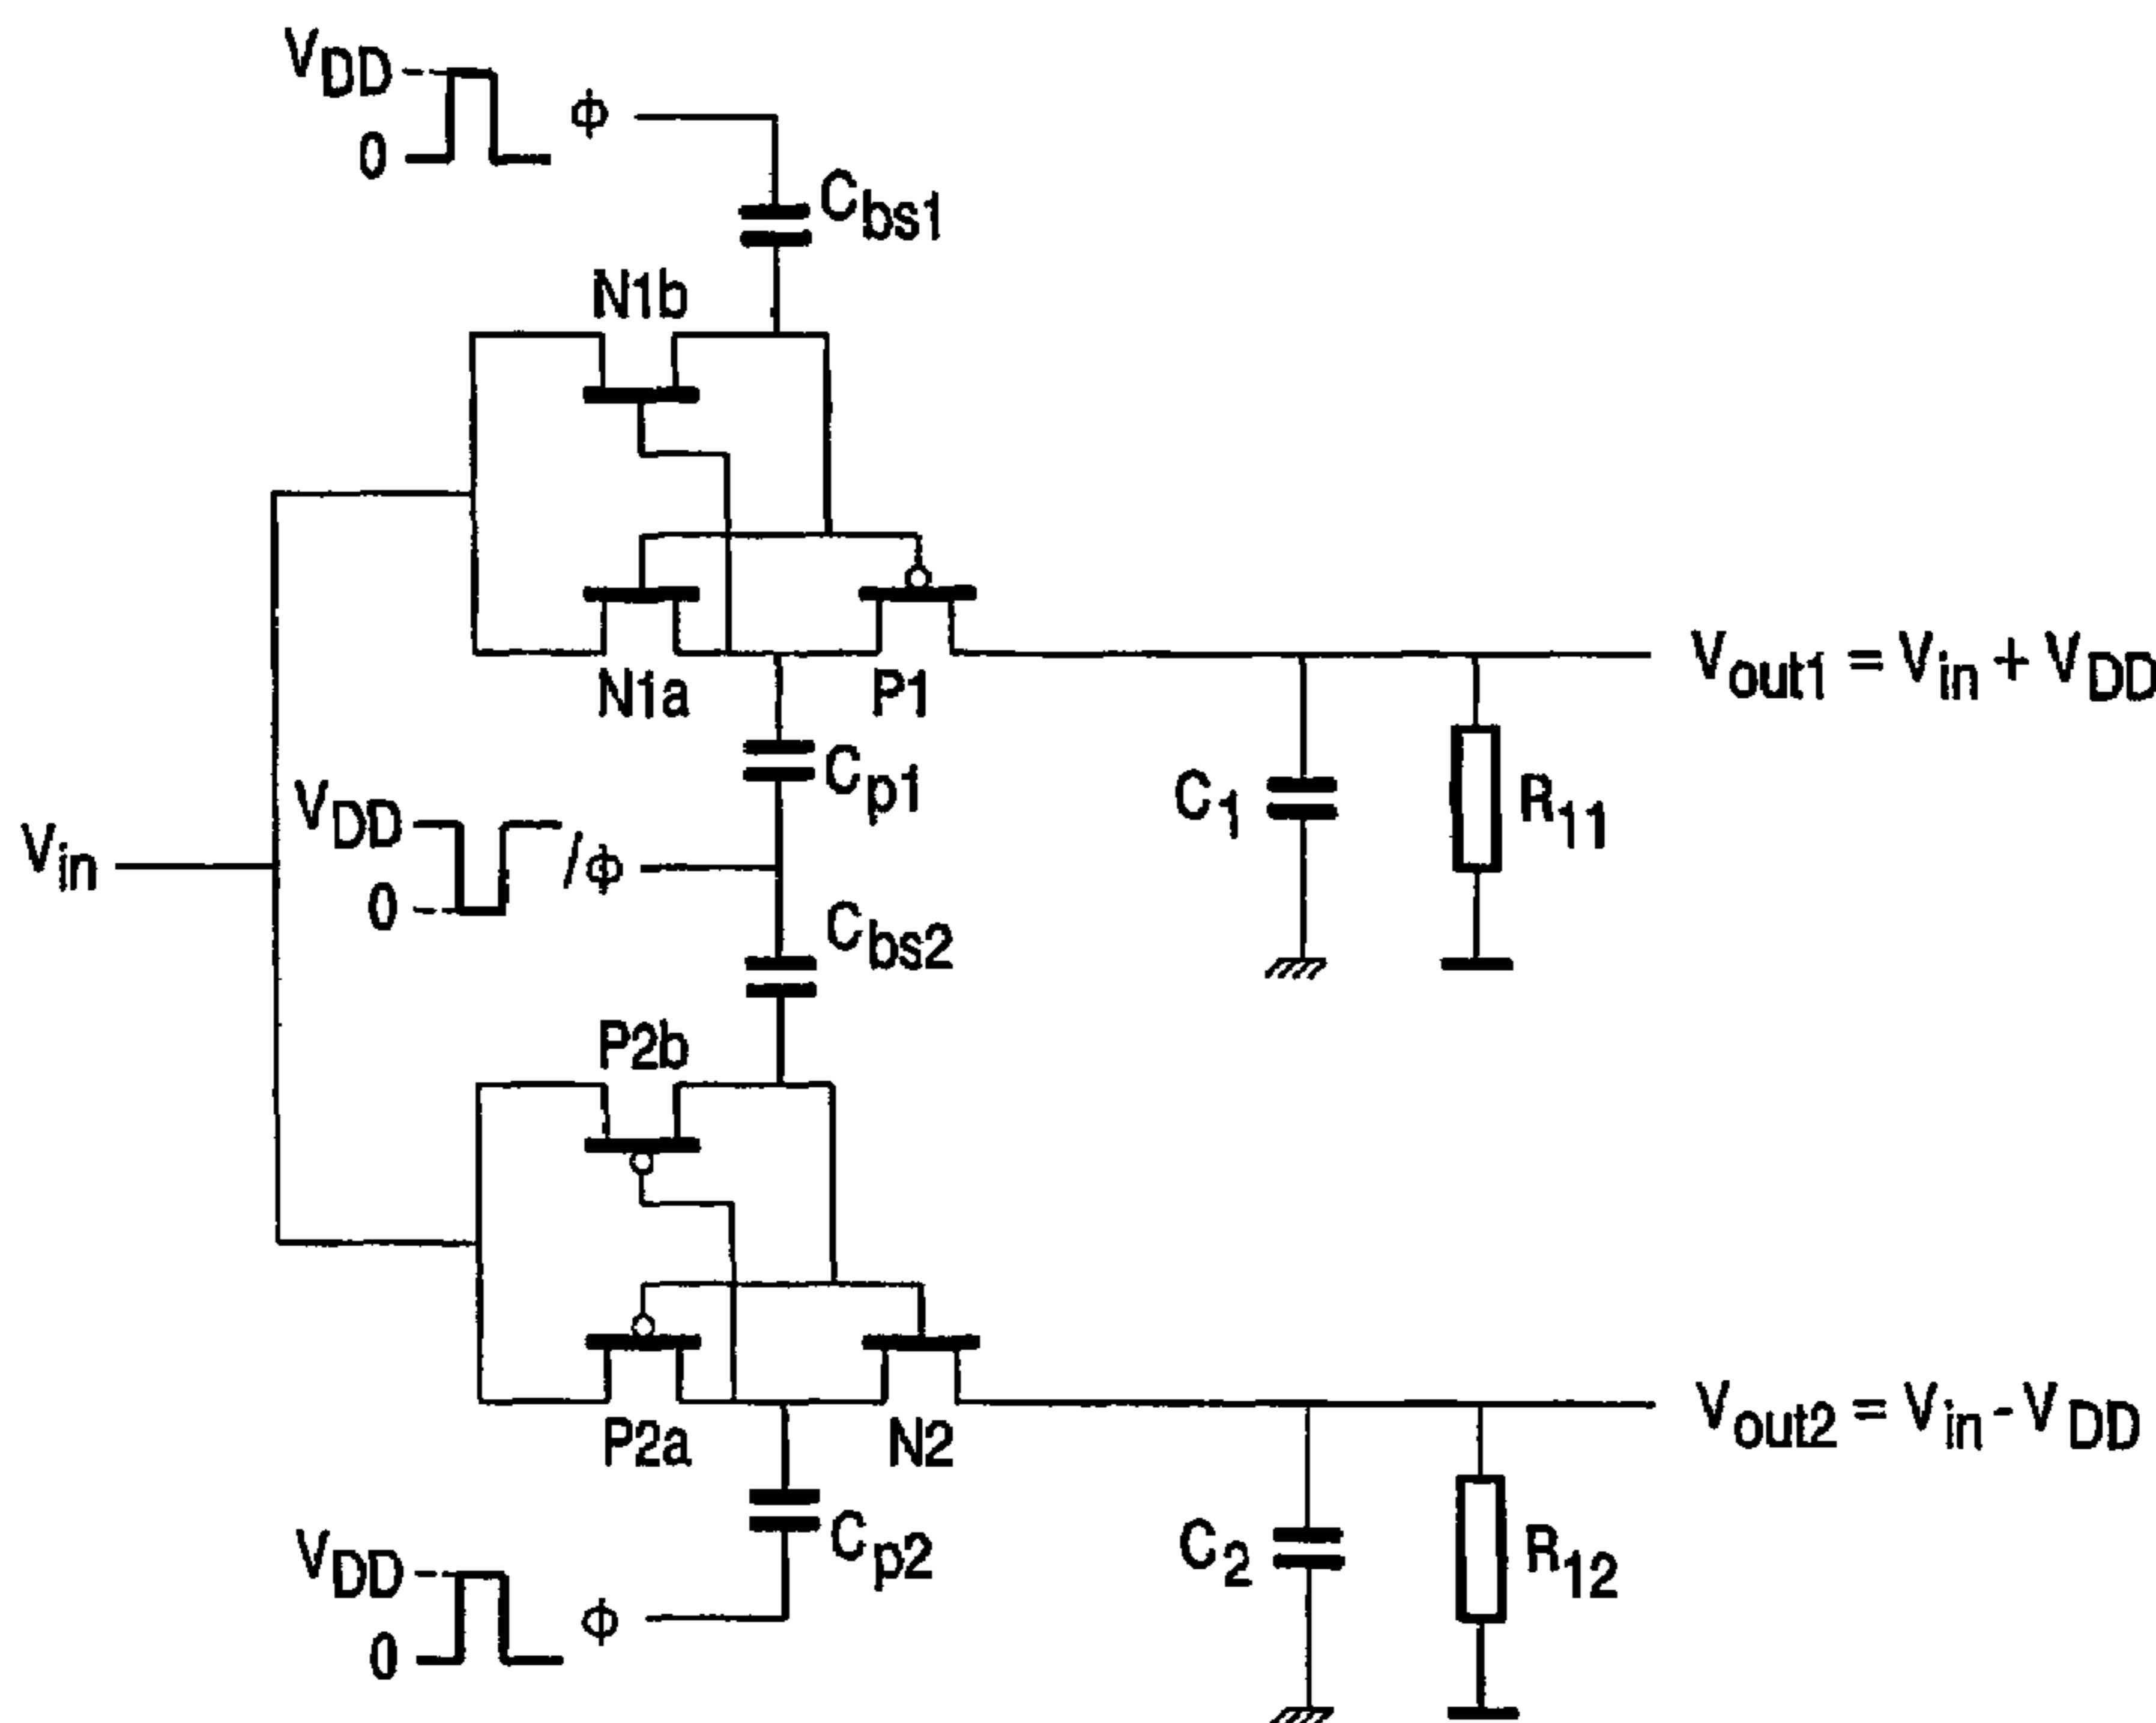 VDD
0
ϕ
Cbs1
N1b
N1a
P1
Vout1 = Vin + VDD
Cp1
C1
R11
VDD
0
/ϕ
Vin
Cbs2
P2b
P2a
N2
Vout2 = Vin - VDD
Cp2
C2
R12
VDD
0
ϕ